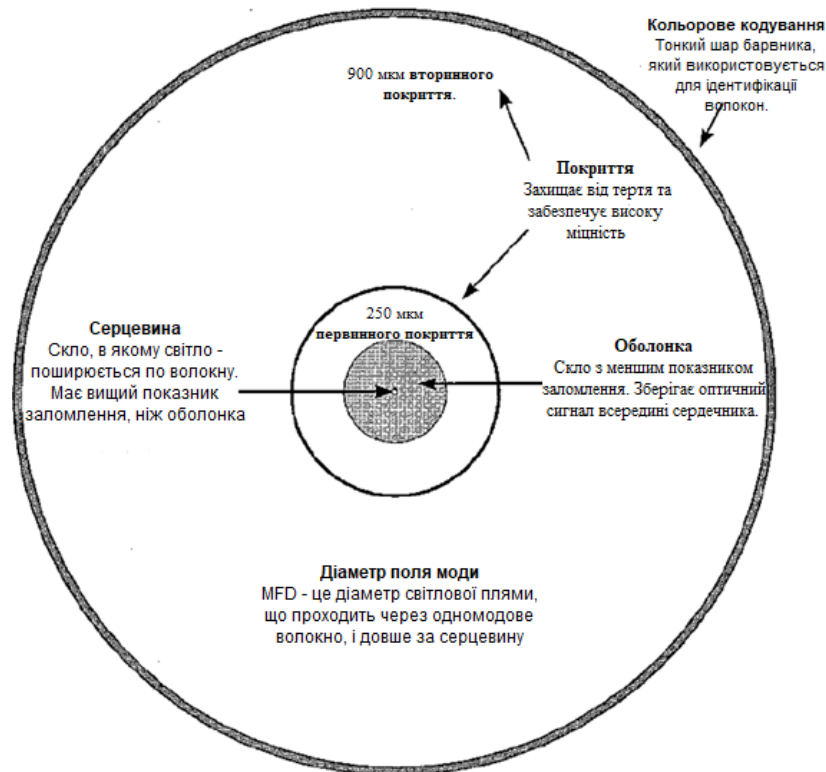 Кольорове кодування
Тонкий шар барвника,
який використовується
для ідентифікації
волокон.
900 мкм вторинного
покриття.
Покриття
Захищає від тертя та
забезпечує високу
міцність
250 мкм
первинного покриття
Серцевина
Скло, в якому світло -
поширюється по волокну.
Має вищий показник
заломлення, ніж оболонка
Оболонка
Скло з меншим показником
заломлення. Зберігає оптичний
сигнал всередині сердечника.
Діаметр поля моди
MFD - це діаметр світлової плями,
що проходить через одномодове
волокно, і довше за серцевину